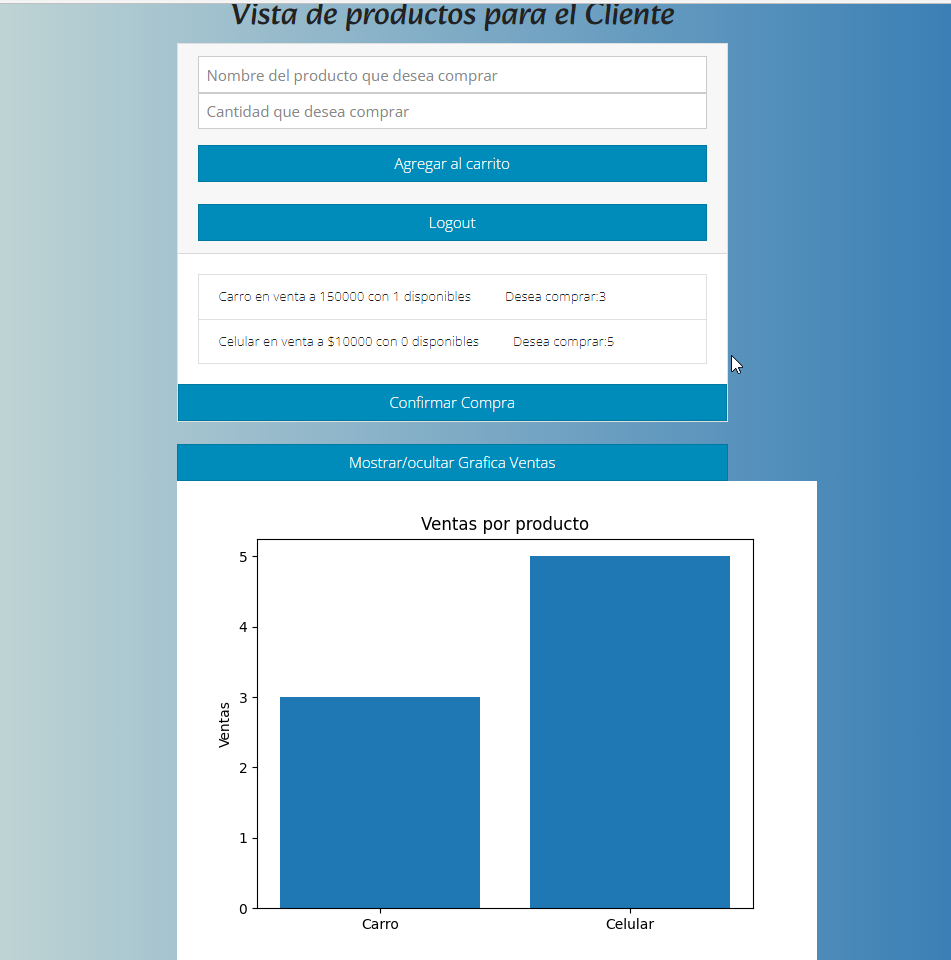 Vista de productos para el Cliente
Nombre del producto que desea comprar
Cantidad que desea comprar
Agregar al carrito
Logout
Carro en venta a 150000 con 1 disponibles Desea comprar:3
Celular en venta a $10000 con 0 disponibles Desea comprar:5
Confirmar Compra
Mostrar/ocultar Grafica Ventas
Ventas por producto
5
4
3
2
1
0
Ventas
Carro Celular